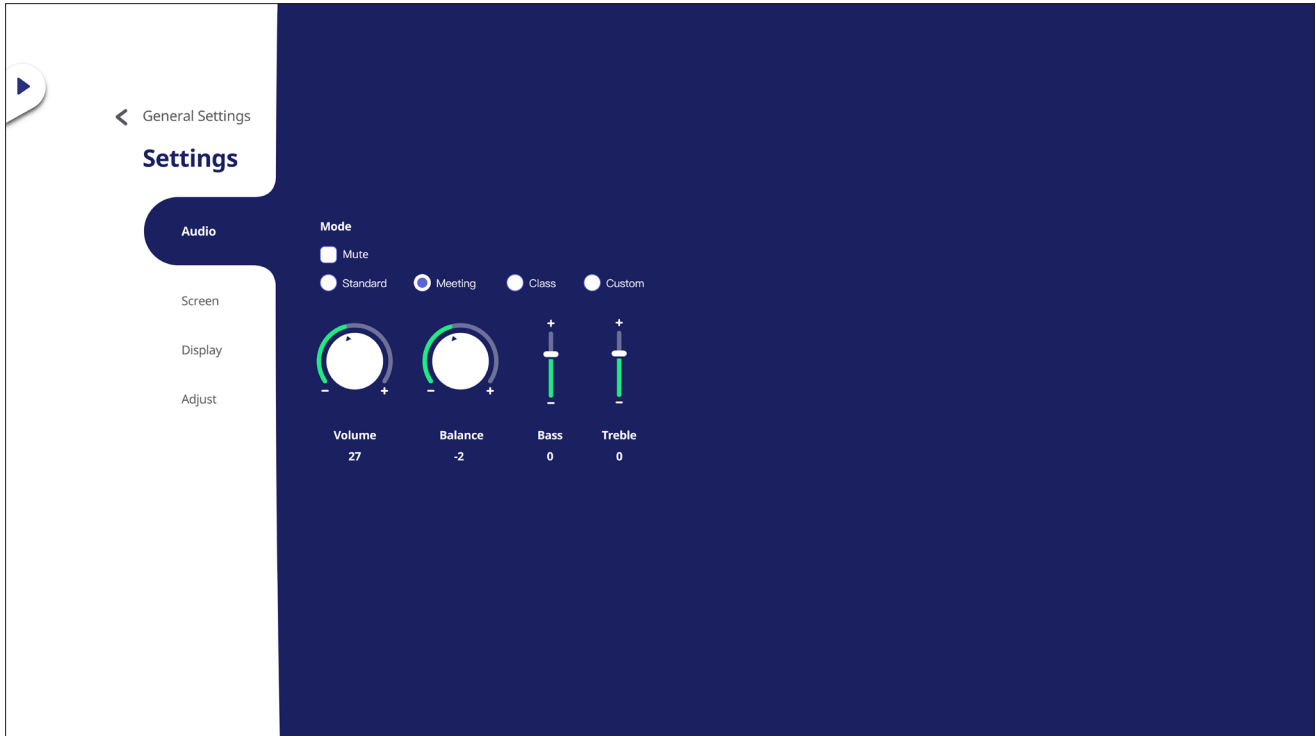 General Settings
Settings
Audio
Screen
Display
Adjust
Mode
Mute
Standard Meeting Class Custom
+ +
- + - + - -
Volume Balance Bass Treble
27 -2 0 0